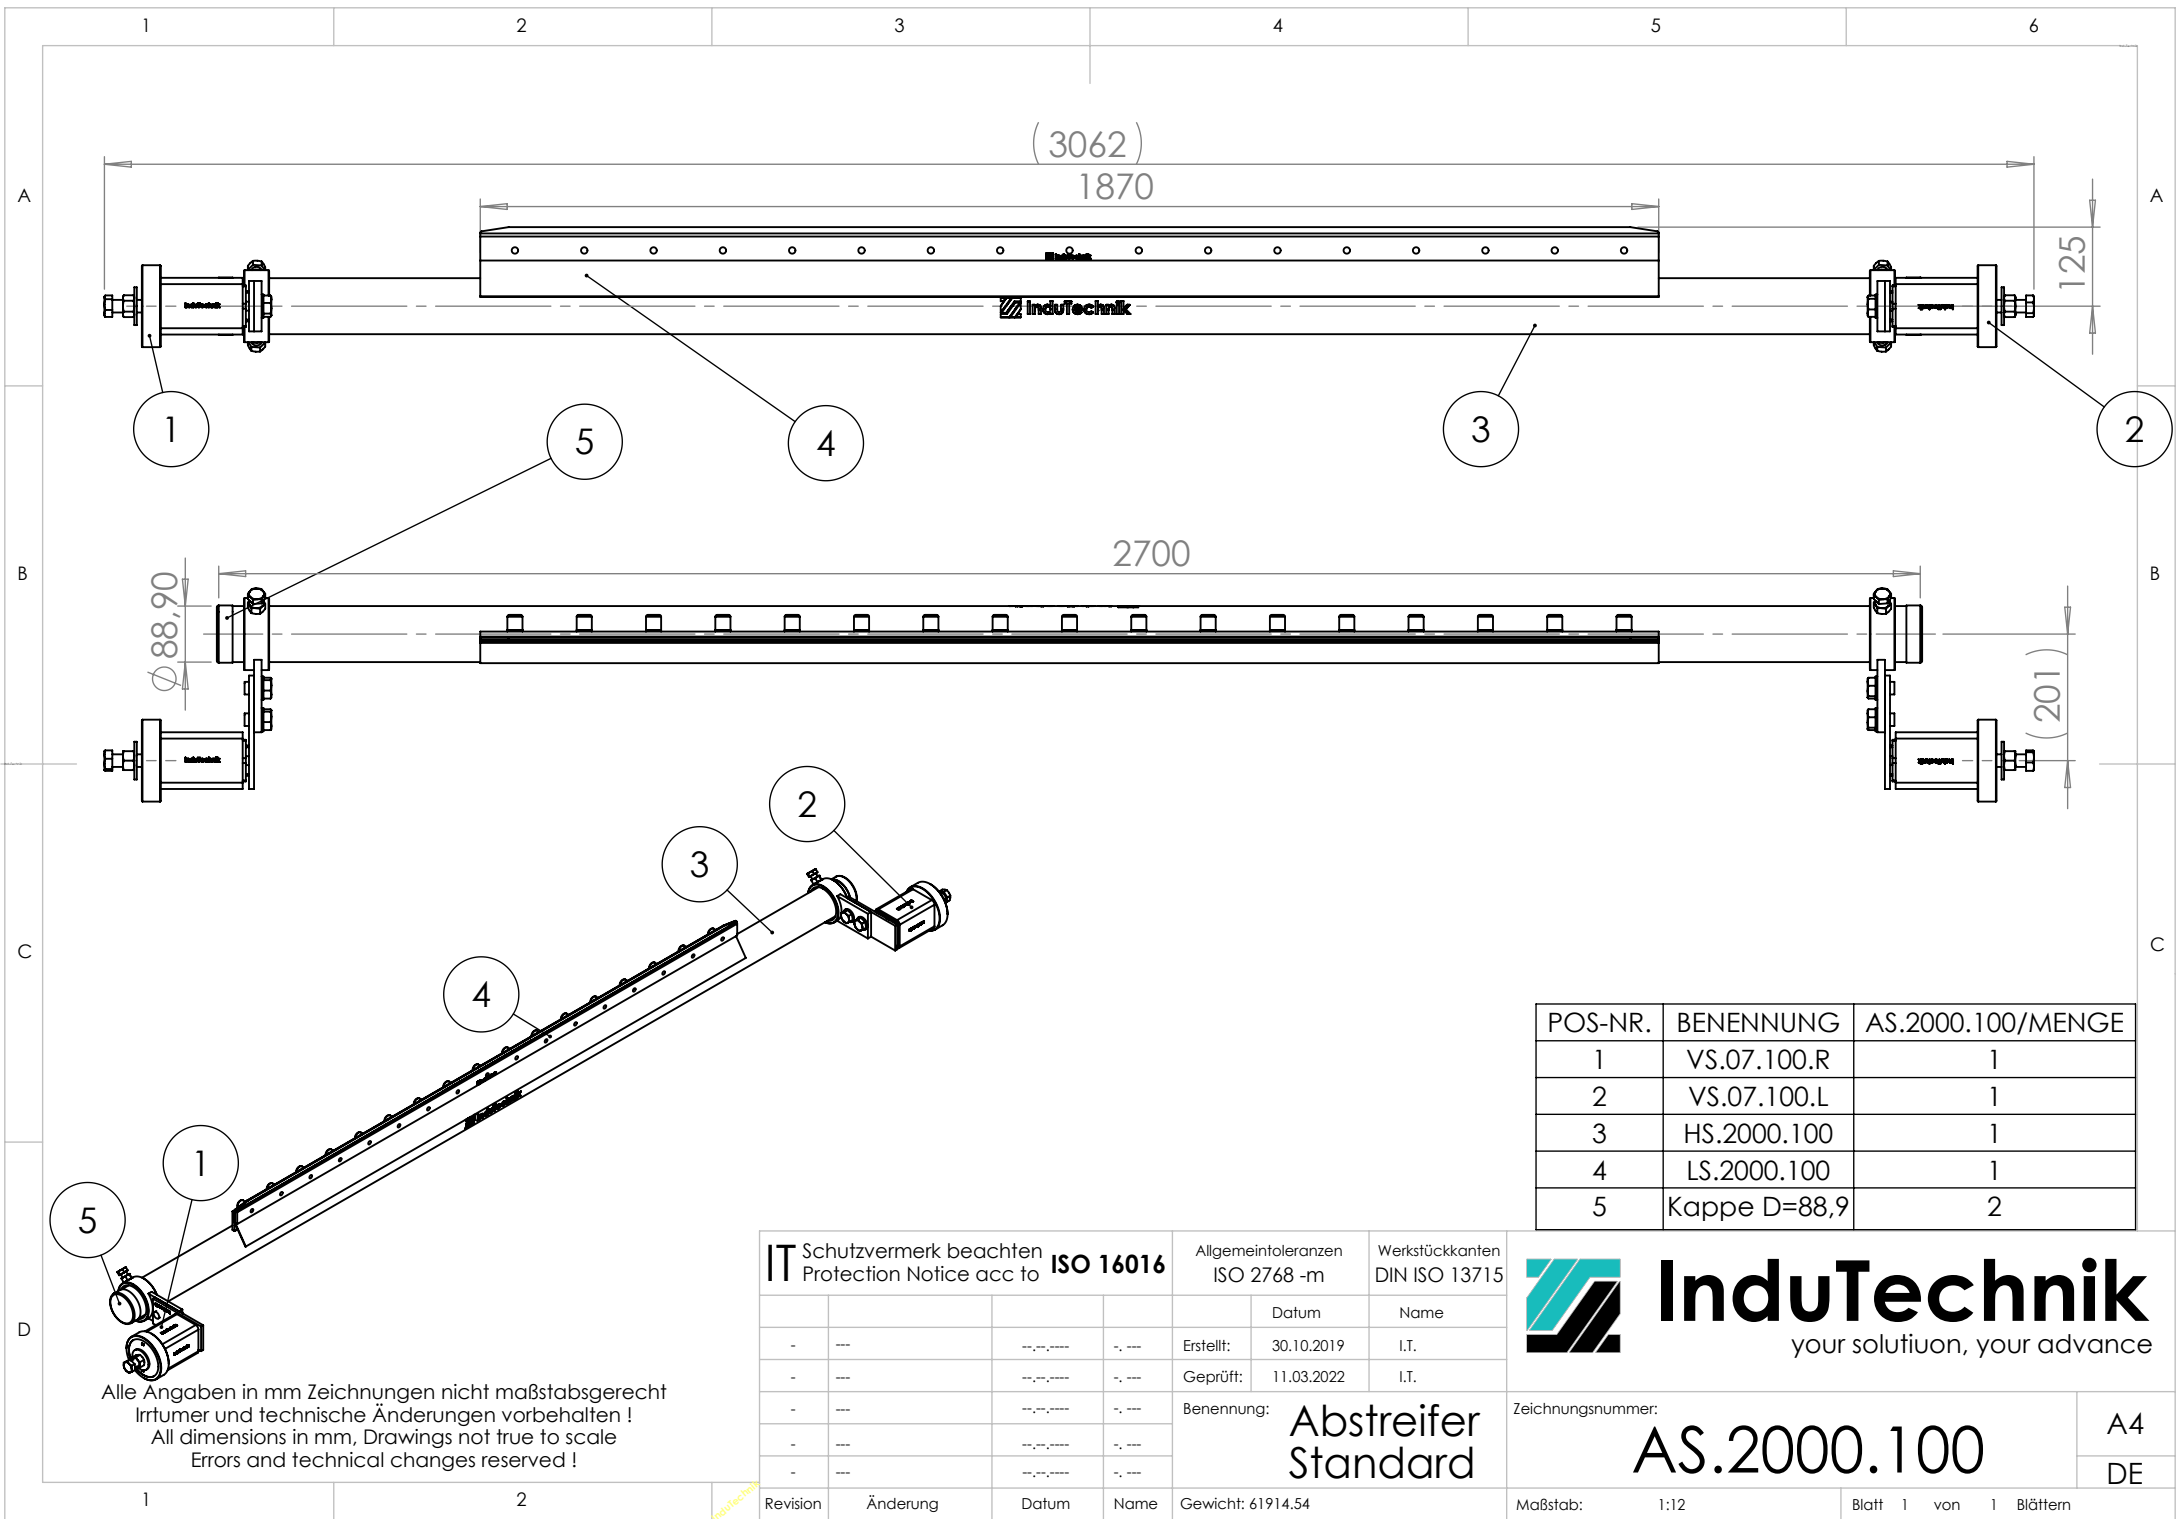 1 2 3 4 5 6
A A
(3062)
1870
125
InduTechnik
1 5 4 3 2
B B
2700
Ø 88,90
(201)
InduTechnik InduTechnik
C C
2
3
4
1
5
InduTechnik
POS-NR. BENENNUNG AS.2000.100/MENGE
1 VS.07.100.R 1
2 VS.07.100.L 1
3 HS.2000.100 1
4 LS.2000.100 1
5 Kappe D=88,9 2
D
Alle Angaben in mm Zeichnungen nicht maßstabsgerecht
Irrtumer und technische Änderungen vorbehalten !
All dimensions in mm, Drawings not true to scale
Errors and technical changes reserved !
IT Schutzvermerk beachten ISO 16016
Protection Notice acc to
Allgemeintoleranzen
ISO 2768 -m
Werkstückkanten
DIN ISO 13715
Datum Name
- --- --.--.---- -. --- Erstellt: 30.10.2019 I.T.
- --- --.--.---- -. --- Geprüft: 11.03.2022 I.T.
- --- --.--.---- -. ---
- --- --.--.---- -. ---
- --- --.--.---- -. ---
Revision Änderung Datum Name
Benennung: Abstreifer
Standard
Gewicht: 61914.54
InduTechnik
your solutiuon, your advance
Zeichnungsnummer:
AS.2000.100
A4
DE
Maßstab: 1:12
Blatt 1 von 1 Blättern
1 2
InduTechnik